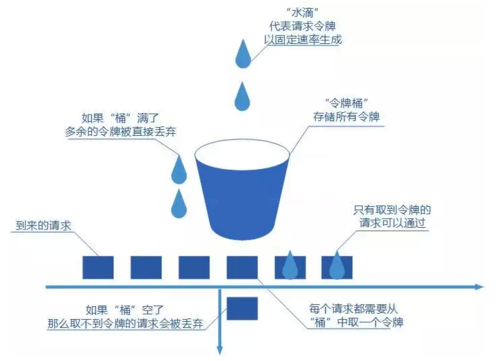 “水滴”
代表请求令牌
以固定速率生成
如果“桶”满了
多余的令牌被直接丢弃
“令牌桶”
存储所有令牌
到来的请求
只有取到令牌的
请求可以通过
如果“桶”空了
那么取不到令牌的请求会被丢弃
每个请求都需要从
“桶”中取一个令牌